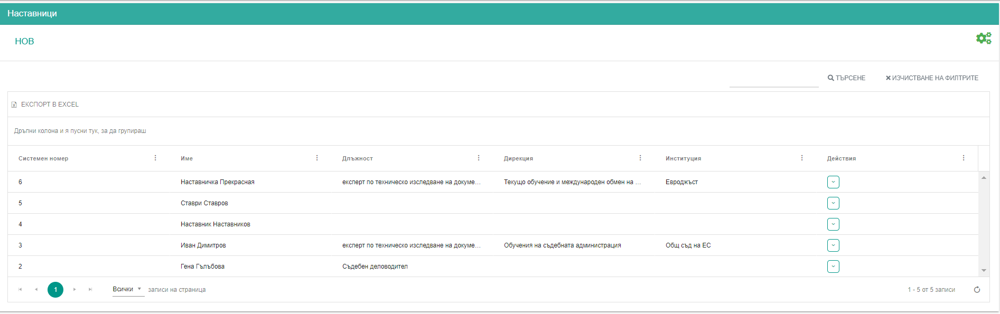 Наставници
НОВ
ТЪРСЕНЕ ИЗЧИСТВАНЕ НА ФИЛТРИТЕ
ЕКСПОРТ В EXCEL
Дръпни колона и я пусни тук, за да групираш
Системен номер Име Длъжност Дирекция Институция Действия
6 Наставничка Прекрасная експерт по техническо изследване на докуме... Текущо обучение и международен обмен на ... Евроджъст
5 Ставри Ставров
4 Наставник Наставников
3 Иван Димитров експерт по техническо изследване на докуме... Обучения на съдебната администрация Общ съд на ЕС
2 Гена Гълъбова Съдебен деловодител
1 Всички записи на страница 1 - 5 от 5 записи